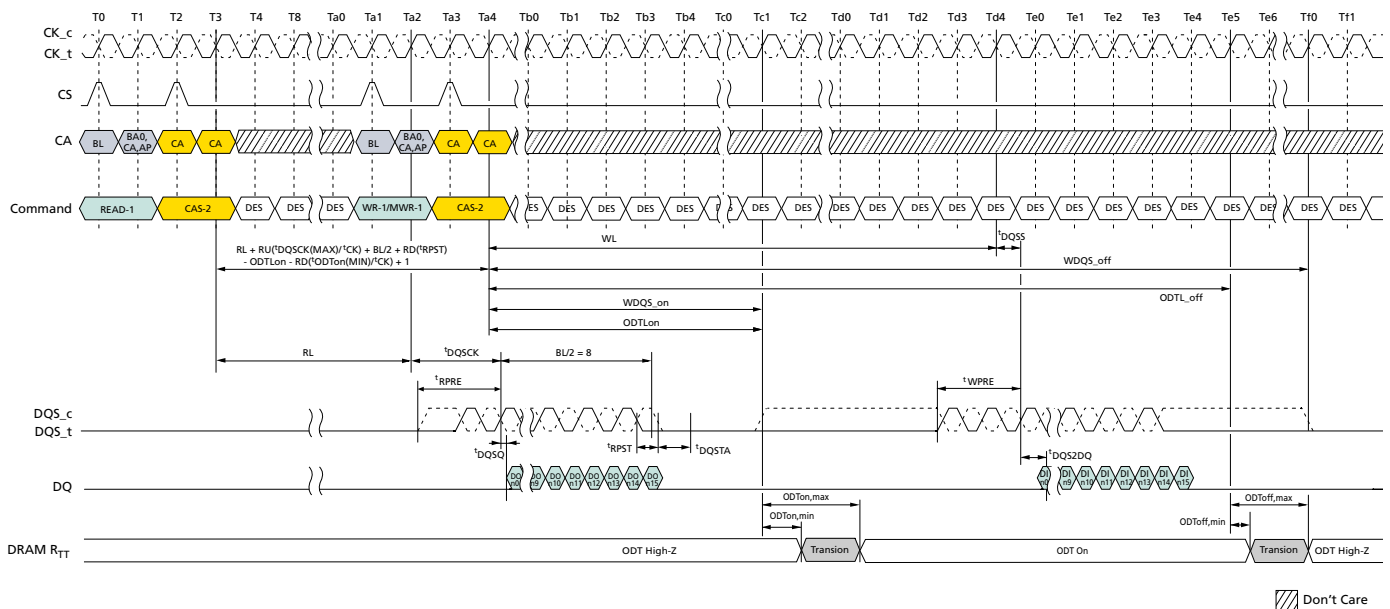 T0 T1 T2 T3 T4 T8 Ta0 Ta1 Ta2 Ta3 Ta4 Tb0 Tb1 Tb2 Tb3 Tb4 Tc0 Tc1 Tc2 Td0 Td1 Td2 Td3 Td4 Te0 Te1 Te2 Te3 Te4 Te5 Te6 Tf0 Tf1
CK_c
CK_t
CS
CA BL BA0, CA,AP CA CA BL BA0, CA,AP CA CA
Command READ-1 CAS-2 DES DES DES WR-1/MWR-1 CAS-2 DES DES DES DES DES DES DES DES DES DES DES DES DES DES DES DES DES DES DES DES DES DES
WL tDQSS
RL + RU(tDQSCK(MAX)/tCK) + BL/2 + RD(tRPST)
- ODTLon - RD(tODTon(MIN)/tCK) + 1
WDQS_off
ODTL_off
WDQS_on
ODTLon
RL tDQSCK BL/2 = 8
tRPRE tWPRE
DQS_c
DQS_t
tRPST tDQSTA
tDQSQ tDQS2DQ
DQ DO n0 DO n9 DO n10 DO n11 DO n12 DO n13 DO n14 DO n15 DI n0 DI n9 DI n10 DI n11 DI n12 DI n13 DI n14 DI n15
ODTon,max ODToff,max
ODTon,min ODToff,min
DRAM RTT ODT High-Z Transion ODT On Transion ODT High-Z
Don't Care